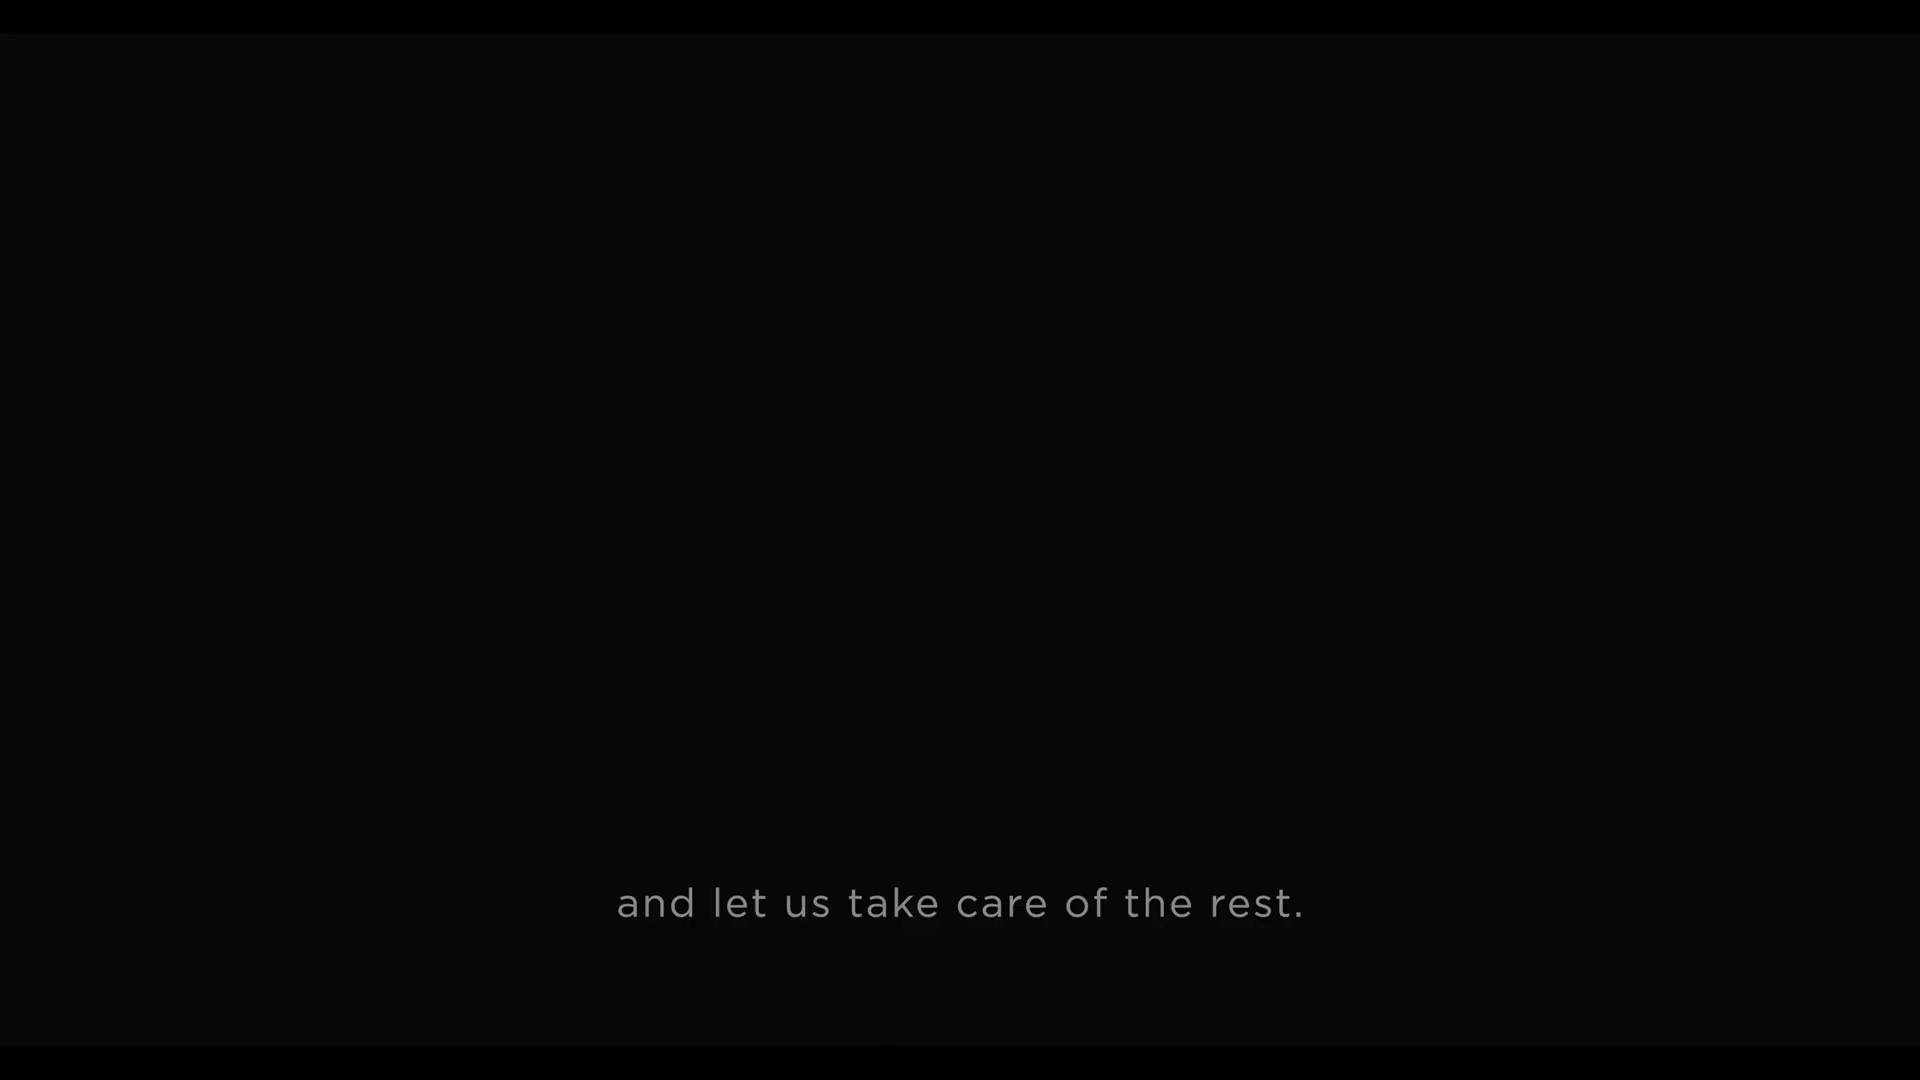 and let us take care of the rest.